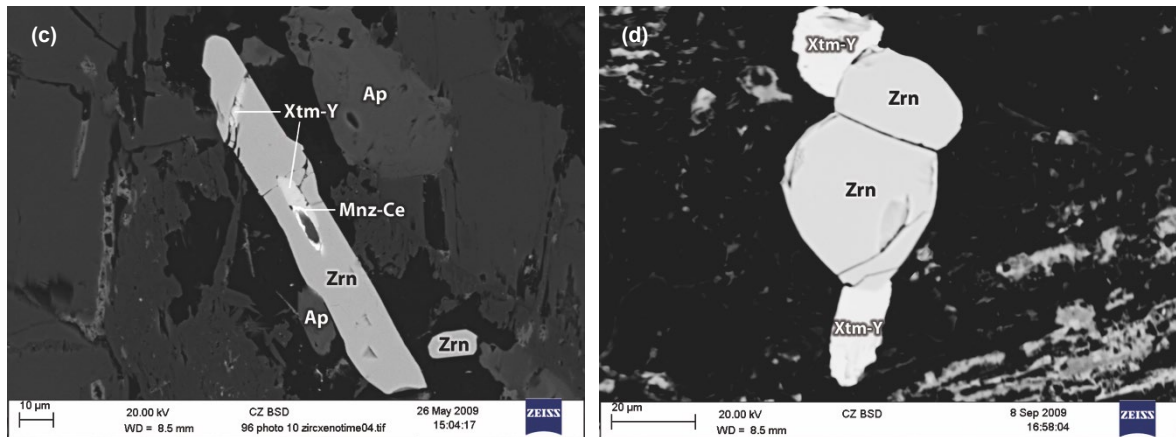 (c)
Xtm-Y
Ap
Mnz-Ce
Zrn
Ap
Zrn
10 µm
20.00 kV
WD = 8.5 mm
CZ BSD
96 photo 10 zircxenotime04.tif
26 May 2009
15:04:17
ZEISS
(d)
Xtm-Y
Zrn
Zrn
Xtm-Y
20 µm
20.00 kV
WD = 8.5 mm
CZ BSD
8 Sep 2009
16:58:04
ZEISS